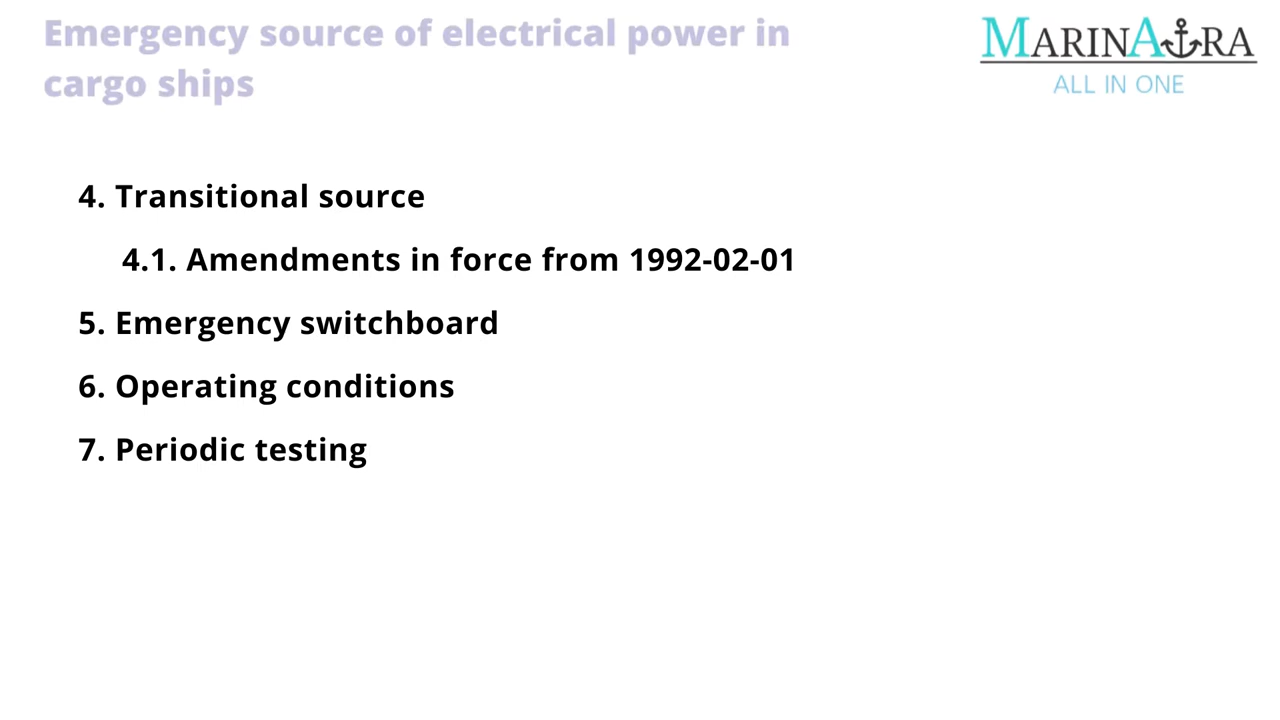 Emergency source of electrical power in
cargo ships
MARINAURA
ALL IN ONE
4. Transitional source
4.1. Amendments in force from 1992-02-01
5. Emergency switchboard
6. Operating conditions
7. Periodic testing